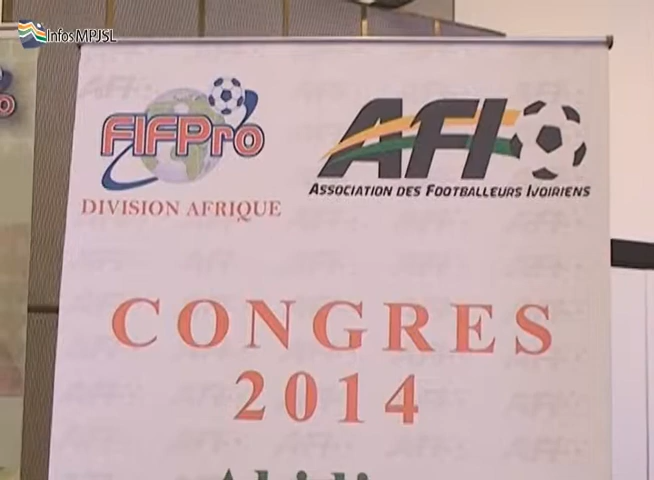 Infos MPJSL
FIFPro
DIVISION AFRIQUE
AFI
ASSOCIATION DES FOOTBALLEURS IVOIRIENS
CONGRES
2014